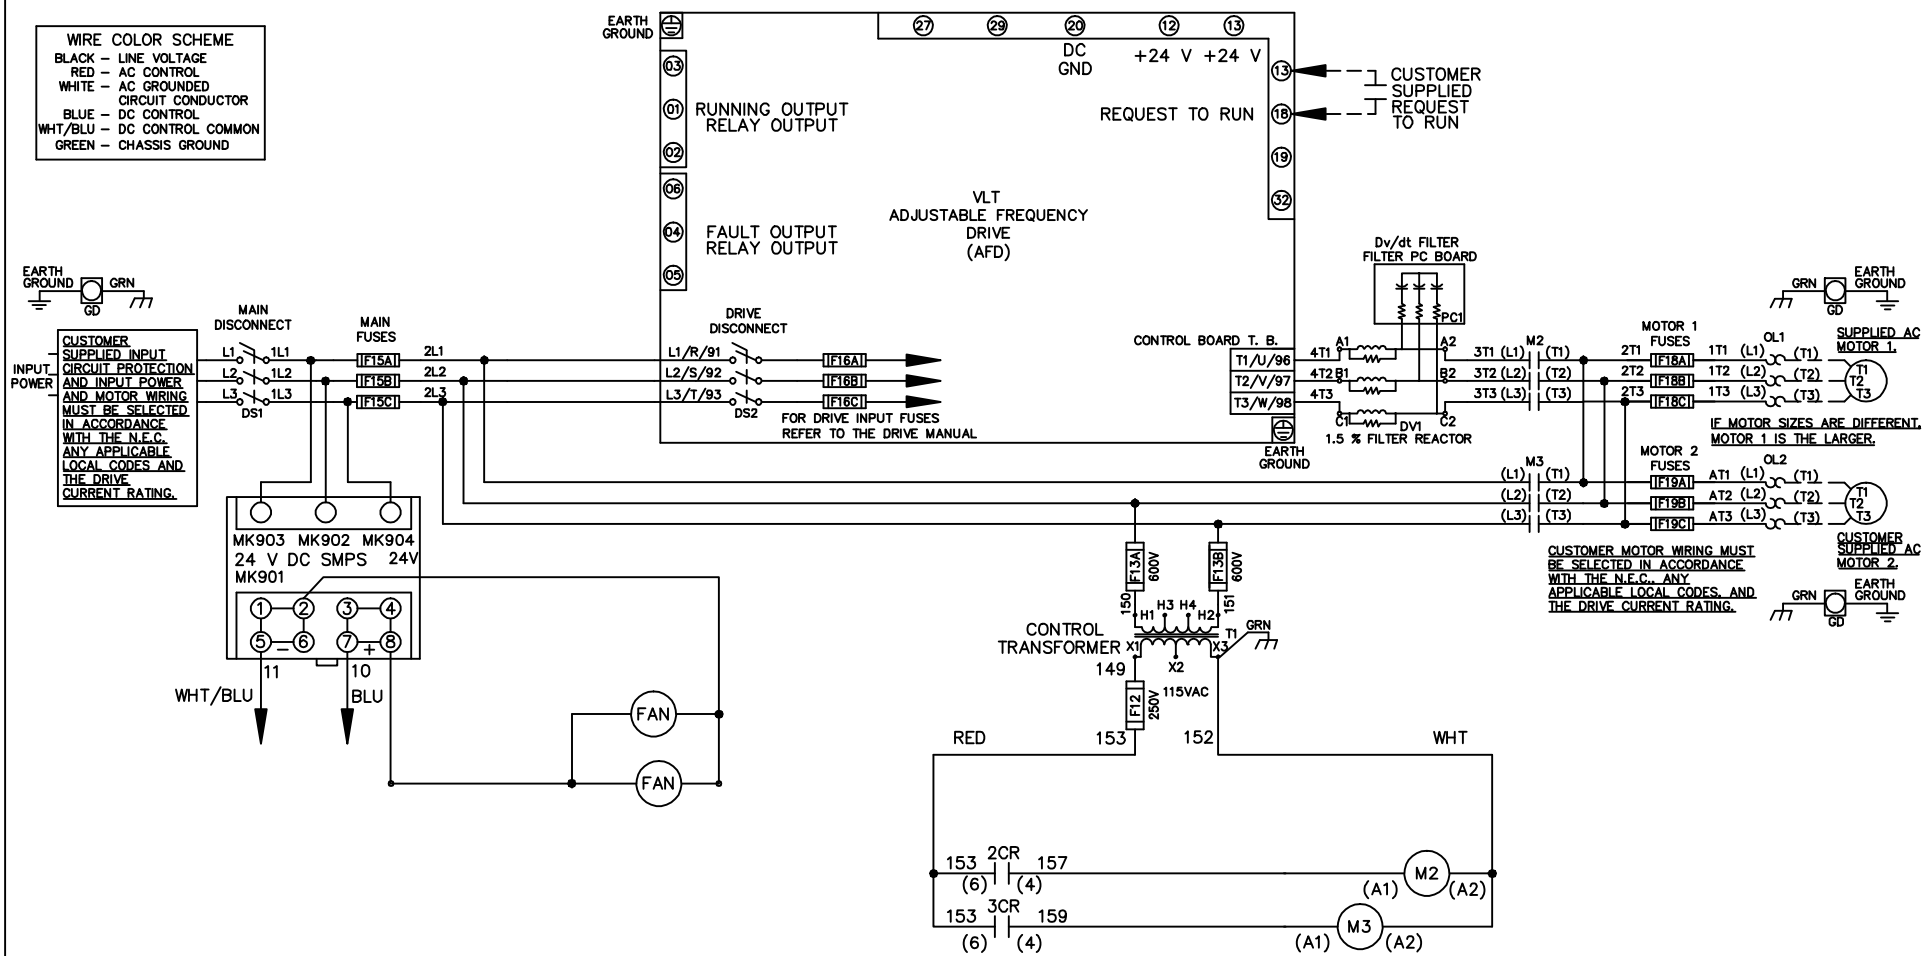 WIRE COLOR SCHEME
BLACK – LINE VOLTAGE
RED – AC CONTROL
WHITE – AC GROUNDED
CIRCUIT CONDUCTOR
BLUE – DC CONTROL
WHT/BLU – DC CONTROL COMMON
GREEN – CHASSIS GROUND
EARTH
GROUND
27 29 20 12 13
DC
GND
+24 V +24 V
03
01
02
RUNNING OUTPUT
RELAY OUTPUT
06
04
05
FAULT OUTPUT
RELAY OUTPUT
VLT
ADJUSTABLE FREQUENCY
DRIVE
(AFD)
REQUEST TO RUN
13
18
19
32
CUSTOMER
SUPPLIED
REQUEST
TO RUN
EARTH
GROUND
GRN
GD
INPUT
POWER
CUSTOMER
SUPPLIED INPUT
CIRCUIT PROTECTION
AND INPUT POWER
AND MOTOR WIRING
MUST BE SELECTED
IN ACCORDANCE
WITH THE N.E.C.
ANY APPLICABLE
LOCAL CODES AND
THE DRIVE
CURRENT RATING.
MAIN
DISCONNECT
L1 1L1
L2 1L2
L3 1L3
DS1
MAIN
FUSES
F15A
F15B
F15C
2L1
2L2
2L3
DRIVE
DISCONNECT
L1/R/91
L2/S/92
L3/T/93
DS2
F16A
F16B
F16C
FOR DRIVE INPUT FUSES
REFER TO THE DRIVE MANUAL
CONTROL BOARD T. B.
T1/U/96
T2/V/97
T3/W/98
EARTH
GROUND
Dv/dt FILTER
FILTER PC BOARD
PC1
4T1 A1 A2
4T2 B1 B2
4T3 C1 C2
DV1
1.5 % FILTER REACTOR
M2
3T1 (L1) (T1)
3T2 (L2) (T2)
3T3 (L3) (T3)
MOTOR 1
FUSES
2T1 F18A 1T1 (L1) (T1)
2T2 F18B 1T2 (L2) (T2)
2T3 F18C 1T3 (L3) (T3)
OL1
GRN
GD
EARTH
GROUND
SUPPLIED AC
MOTOR 1.
T1
T2
T3
IF MOTOR SIZES ARE DIFFERENT,
MOTOR 1 IS THE LARGER.
M3
(L1) (T1)
(L2) (T2)
(L3) (T3)
MOTOR 2
FUSES
F19A AT1 (L1) (T1)
F19B AT2 (L2) (T2)
F19C AT3 (L3) (T3)
OL2
T1
T2
T3
CUSTOMER
SUPPLIED AC
MOTOR 2.
CUSTOMER MOTOR WIRING MUST
BE SELECTED IN ACCORDANCE
WITH THE N.E.C., ANY
APPLICABLE LOCAL CODES, AND
THE DRIVE CURRENT RATING.
GRN
GD
EARTH
GROUND
MK903 MK902 MK904
24 V DC SMPS 24V
MK901
1 2 3 4
5 – 6 7 + 8
11
10
WHT/BLU
BLU
FAN
FAN
F13A
600V
F13B
600V
150
151
H1 H3 H4 H2
CONTROL
TRANSFORMER
T1
GRN
X1 X2 X3
149
F12
250V
115VAC
RED
153
152
WHT
153 2CR 157
(6) (4)
(A1) M2 (A2)
153 3CR 159
(6) (4)
(A1) M3 (A2)